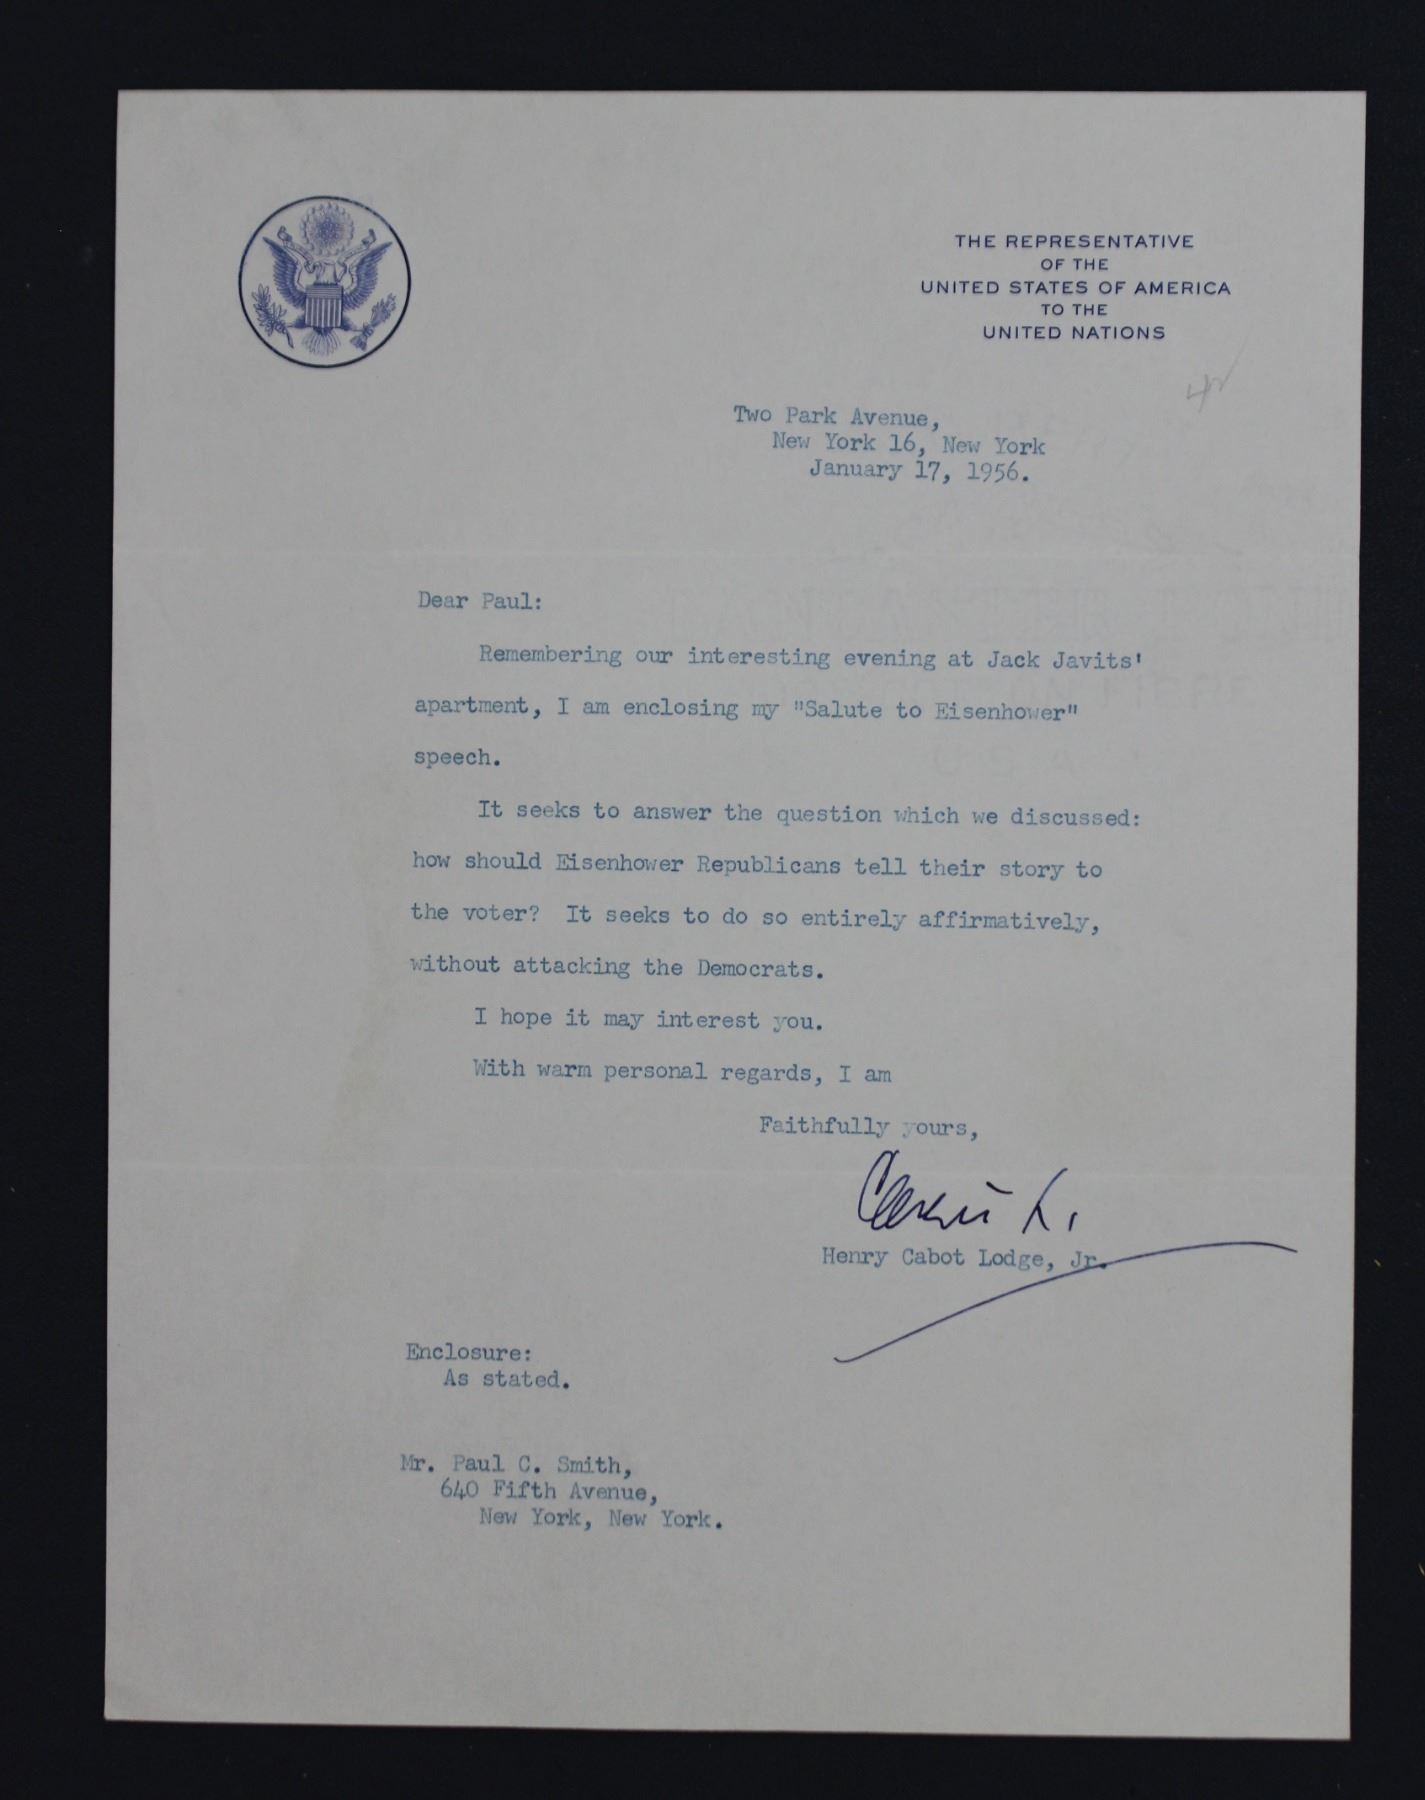 THE REPRESENTATIVE
OF THE
UNITED STATES OF AMERICA
TO THE
UNITED NATIONS
Two Park Avenue,
New York 16, New York
January 17, 1956.
Dear Paul:
Remembering our interesting evening at Jack Javits'
apartment, I am enclosing my "Salute to Eisenhower"
speech.
It seeks to answer the question which we discussed:
how should Eisenhower Republicans tell their story to
the voter? It seeks to do so entirely affirmatively,
without attacking the Democrats.
I hope it may interest you.
With warm personal regards, I am
Faithfully yours,
Henry Cabot Lodge, Jr.
Enclosure:
As stated.
Mr. Paul C. Smith,
640 Fifth Avenue,
New York, New York.